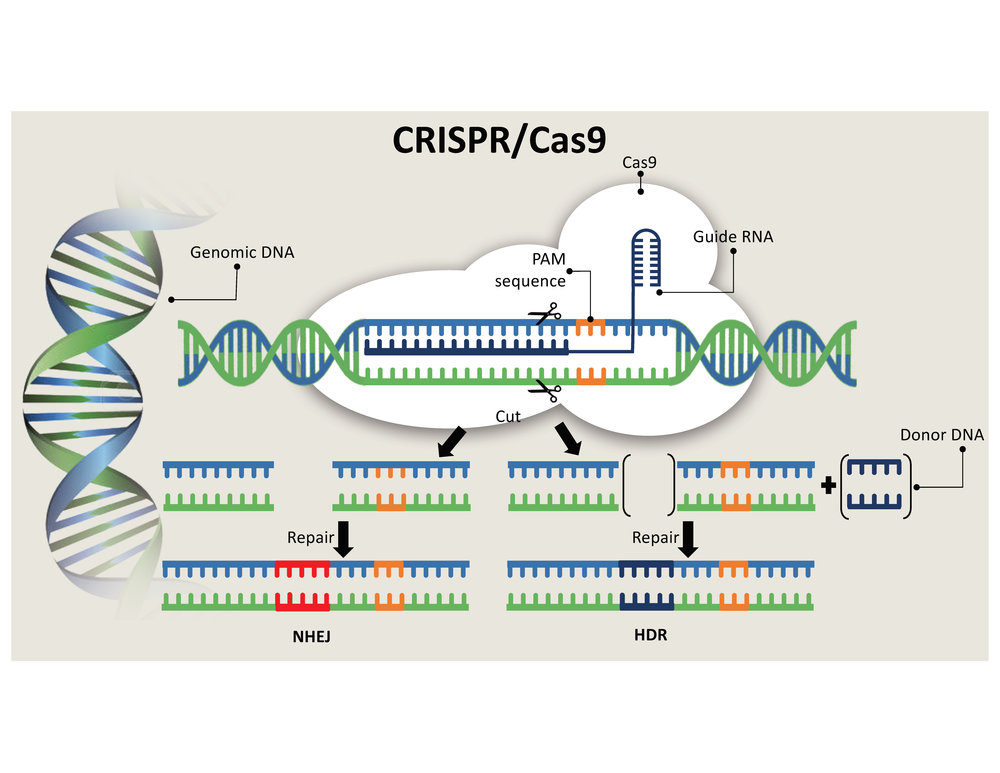 CRISPR/Cas9
Cas9
Guide RNA
Genomic DNA
PAM
sequence
Cut
Donor DNA
Repair
Repair
NHEJ
HDR